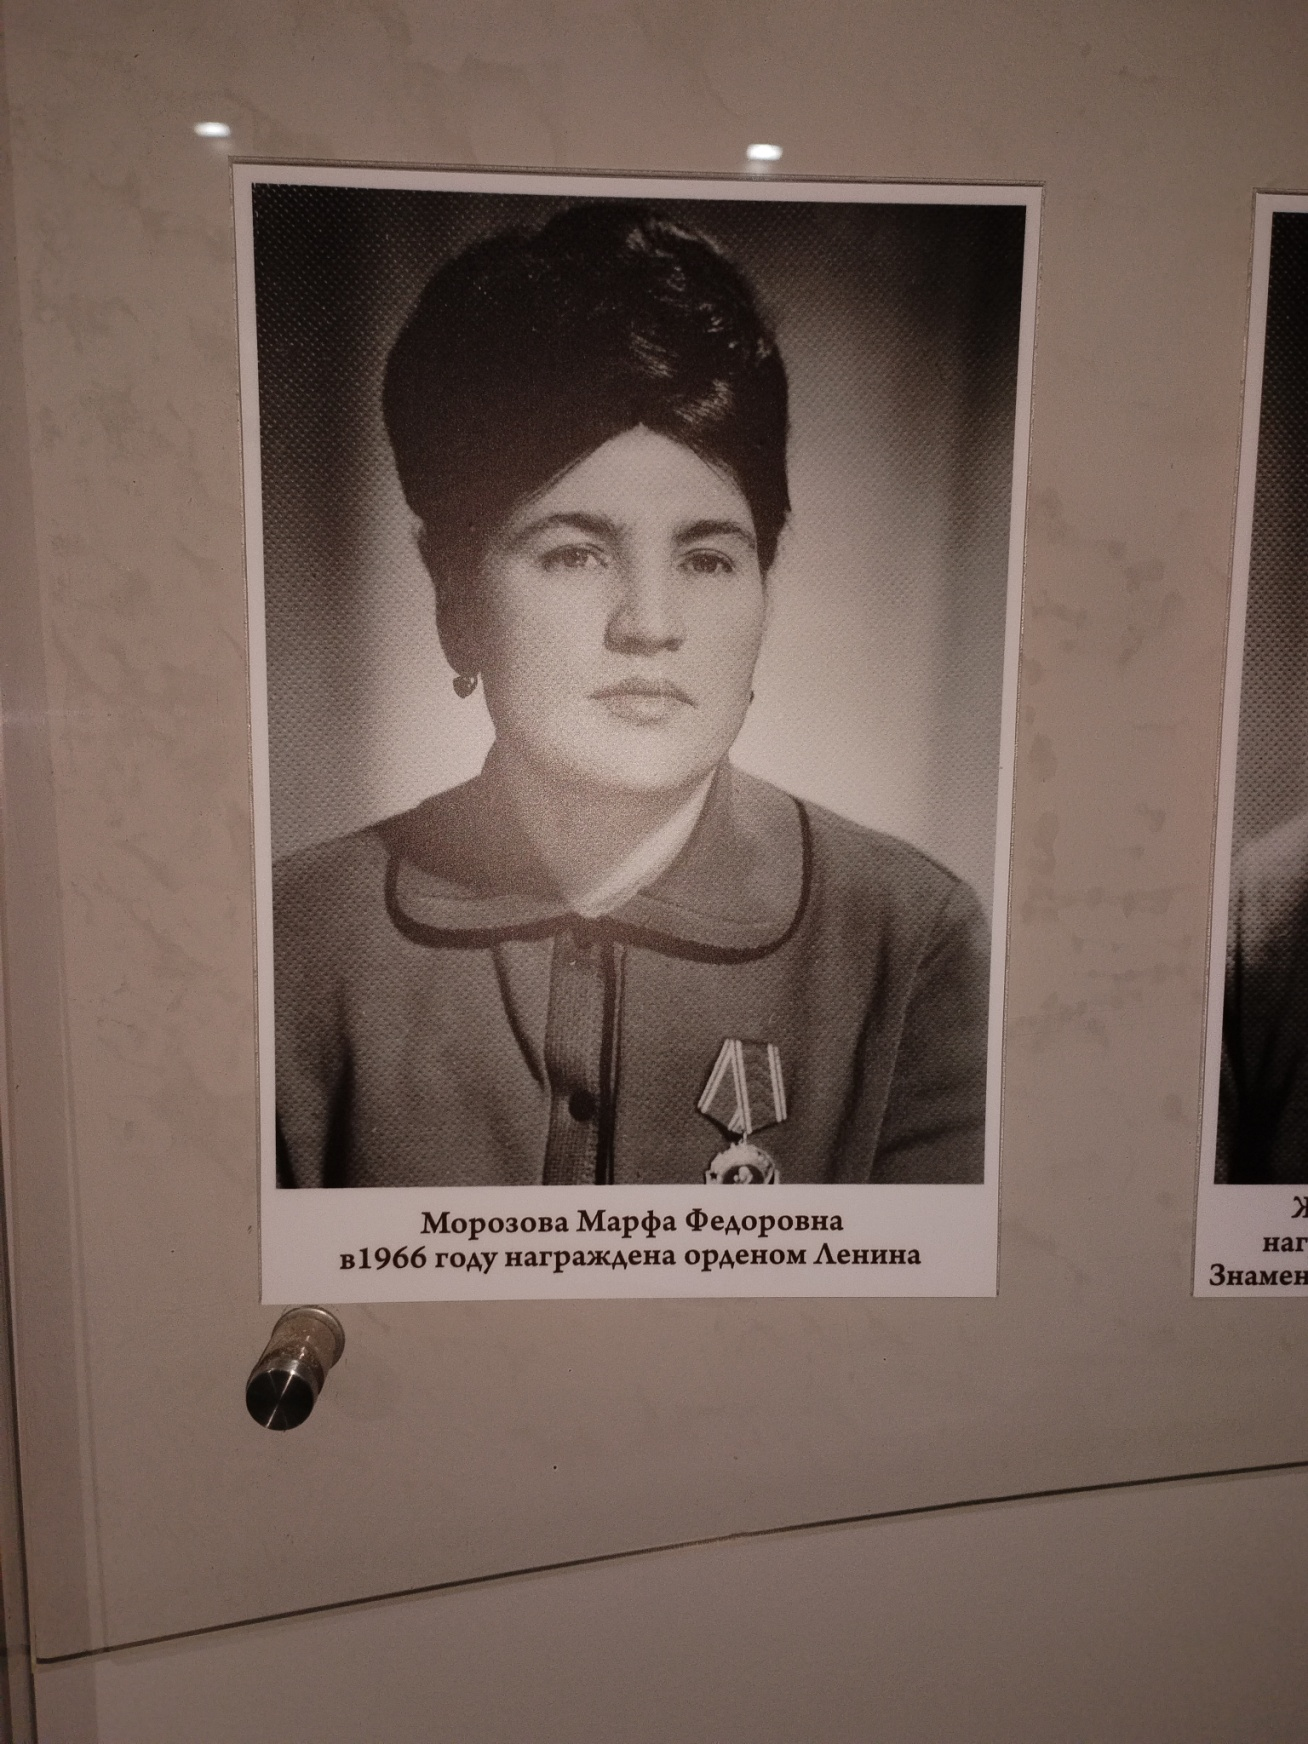 Морозова Марфа Федоровна
в1966 году награждена орденом Ленина